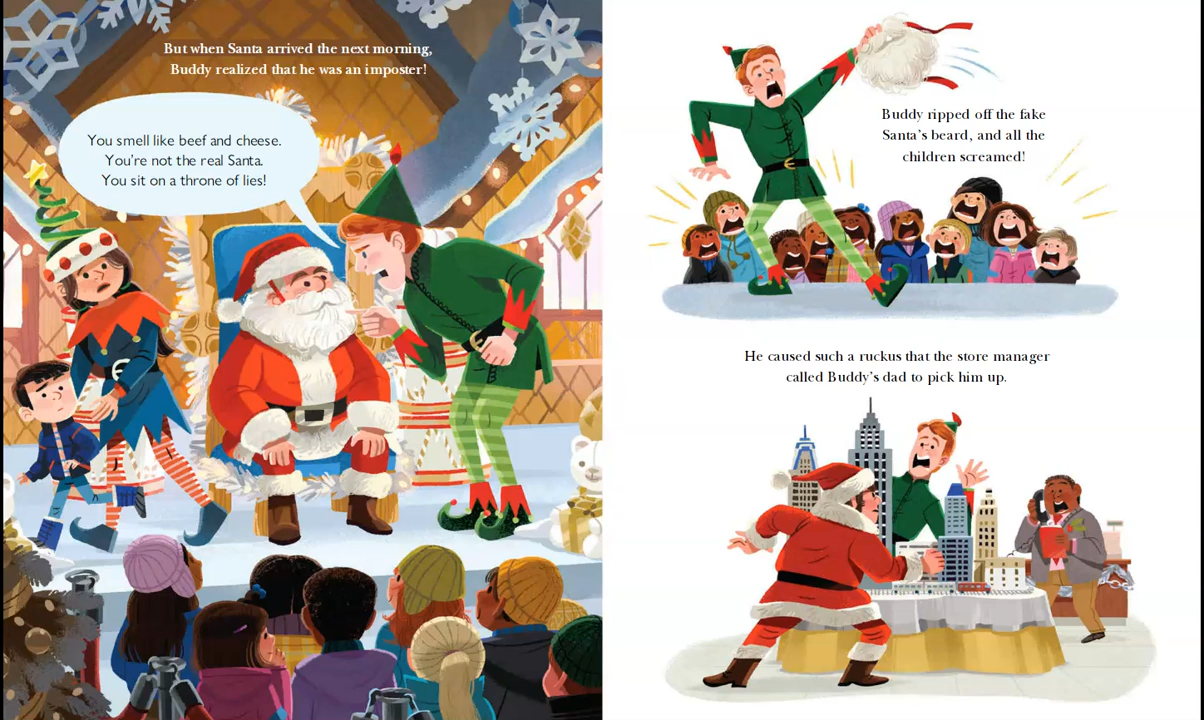 But when Santa arrived the next morning,
Buddy realized that he was an imposter!
You smell like beef and cheese.
You're not the real Santa.
You sit on a throne of lies!
Buddy ripped off the fake
Santa's beard, and all the
children screamed!
He caused such a ruckus that the store manager
called Buddy's dad to pick him up.